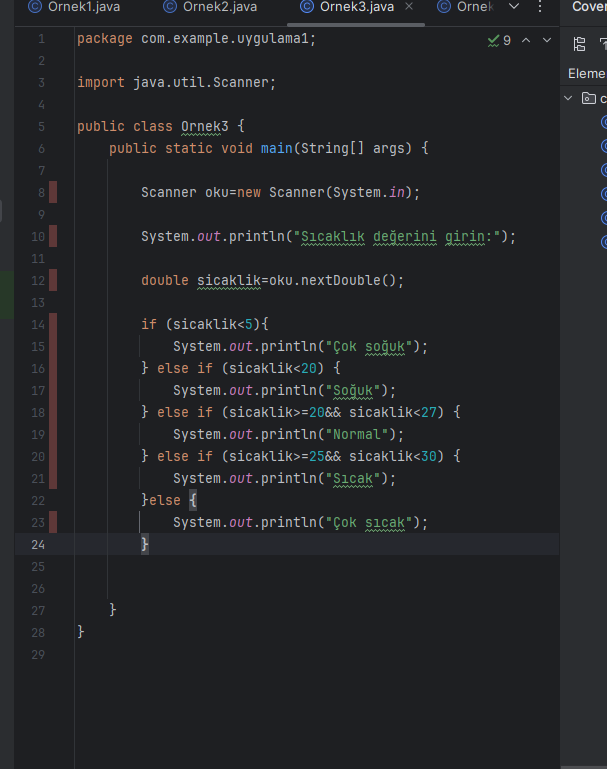 Ornek1.java Ornek2.java Ornek3.java Ornek Cover
9
Eleme
1 package com.example.uygulama1;
2
3 import java.util.Scanner;
4
5 public class Ornek3 {
6 public static void main(String[] args) {
7
8 Scanner oku=new Scanner(System.in);
9
10 System.out.println("Sıcaklık değerini girin:");
11
12 double sicaklik=oku.nextDouble();
13
14 if (sicaklik<5){
15 System.out.println("Çok soğuk");
16 } else if (sicaklik<20) {
17 System.out.println("Soğuk");
18 } else if (sicaklik>=20&& sicaklik<27) {
19 System.out.println("Normal");
20 } else if (sicaklik>=25&& sicaklik<30) {
21 System.out.println("Sıcak");
22 }else {
23 System.out.println("Çok sıcak");
24 }
25
26
27 }
28 }
29